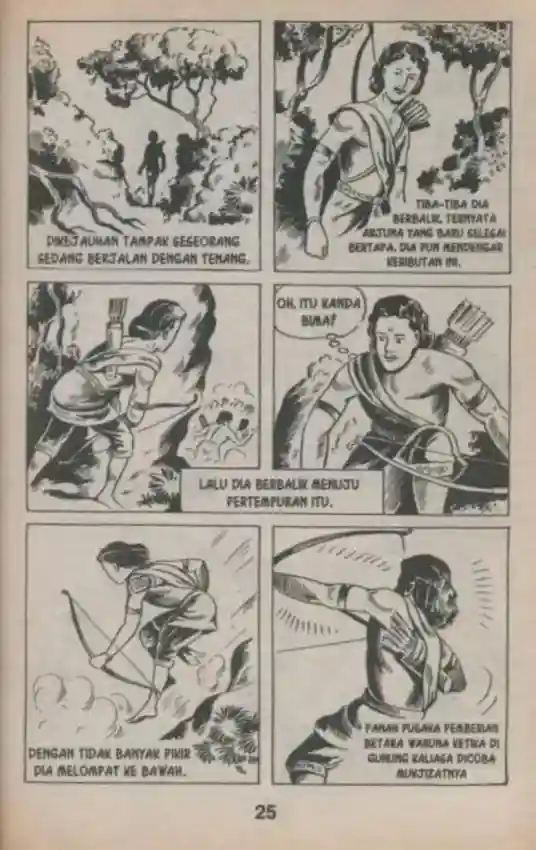 DIKEJAUHAN TAMPAK SESEORANG
SEDANG BERJALAN DENGAN TENANG.
TIBA-TIBA DIA
BERBALIK, TERNYATA
ARJUNA YANG BARU SELESAI
BERTAPA. DIA PUN MENDENGAR
KERIBUTAN INI.
OH, ITU KANDA
BIMA?
LALU DIA BERBALIK MENUJU
PERTEMPURAN ITU.
DENGAN TIDAK BANYAK PIKIR
DIA MELOMPAT KE BAWAH.
PANAH PUSAKA PEMBERIAN
BETARA WARUNA KETIKA DI
GUNUNG KALIAGA DICOBA
MUKJIZATNYA
25